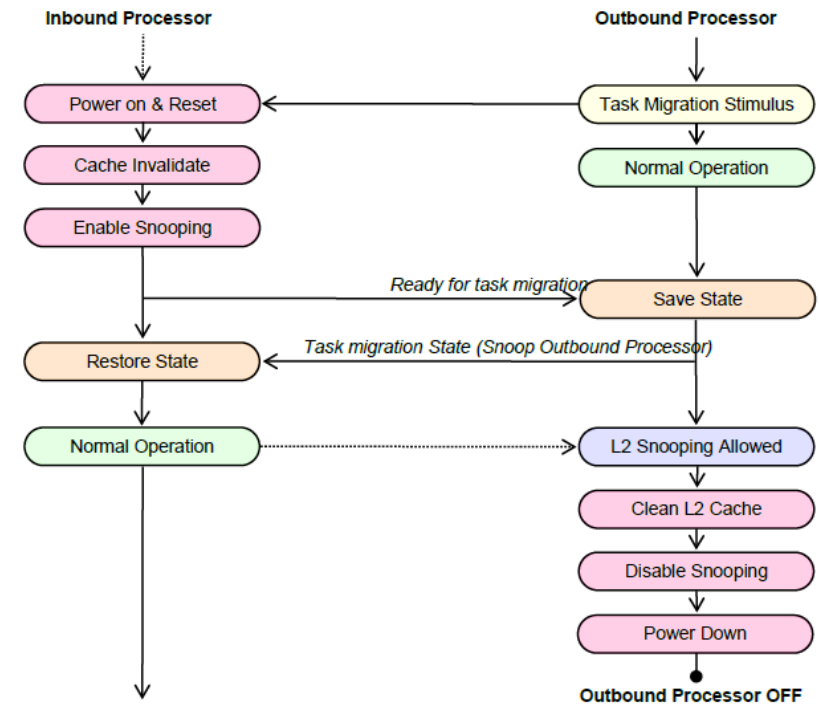 Inbound Processor
Outbound Processor
Power on & Reset
Task Migration Stimulus
Cache Invalidate
Normal Operation
Enable Snooping
Ready for task migration
Save State
Restore State
Task migration State (Snoop Outbound Processor)
Normal Operation
L2 Snooping Allowed
Clean L2 Cache
Disable Snooping
Power Down
Outbound Processor OFF